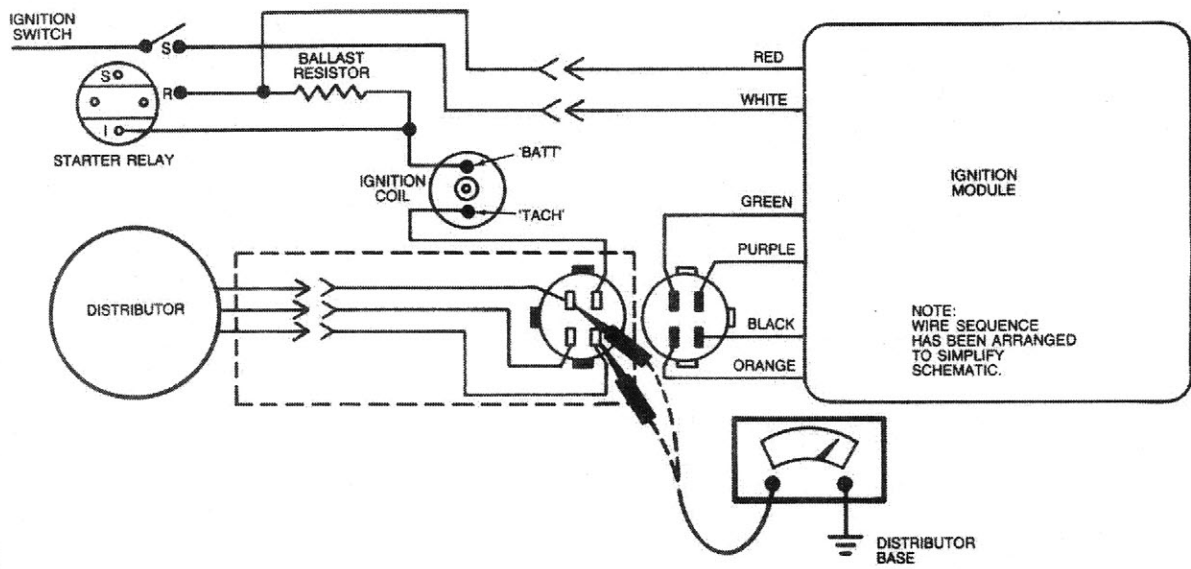 IGNITION
SWITCH
S
S
R
I
STARTER RELAY
BALLAST
RESISTOR
RED
WHITE
'BATT'
IGNITION
COIL
'TACH'
GREEN
PURPLE
BLACK
ORANGE
IGNITION
MODULE
NOTE:
WIRE SEQUENCE
HAS BEEN ARRANGED
TO SIMPLIFY
SCHEMATIC.
DISTRIBUTOR
DISTRIBUTOR
BASE